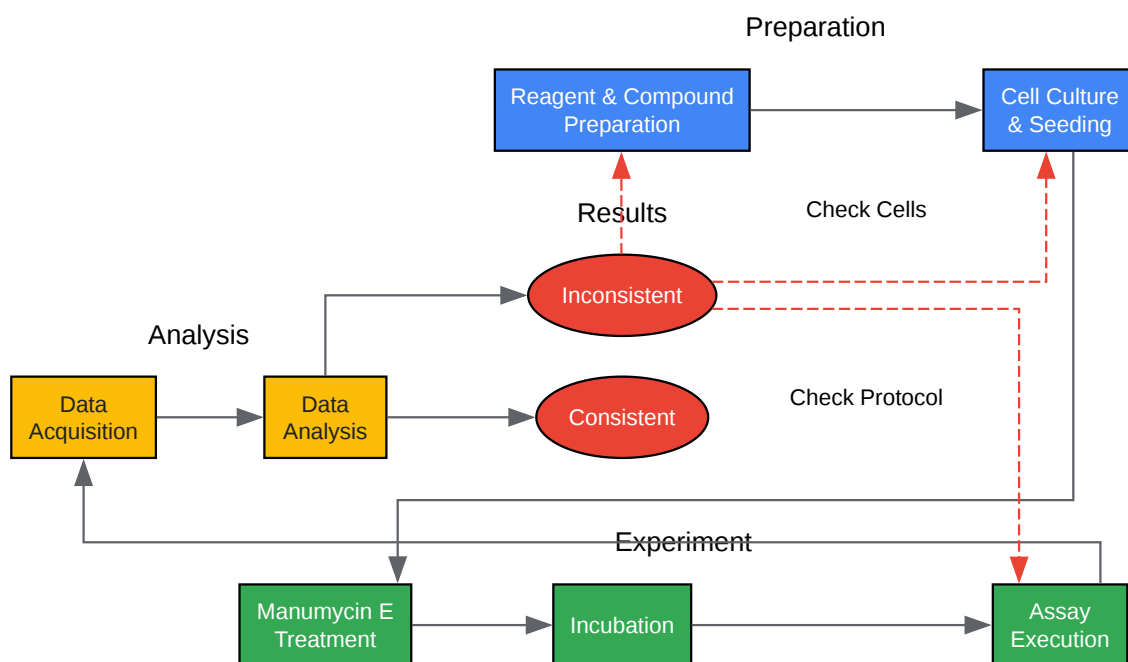 Preparation
Reagent & Compound
Preparation
Cell Culture
& Seeding
Results
Check Cells
Inconsistent
Analysis
Data
Acquisition
Data
Analysis
Consistent
Check Protocol
Experiment
Manumycin E
Treatment
Incubation
Assay
Execution